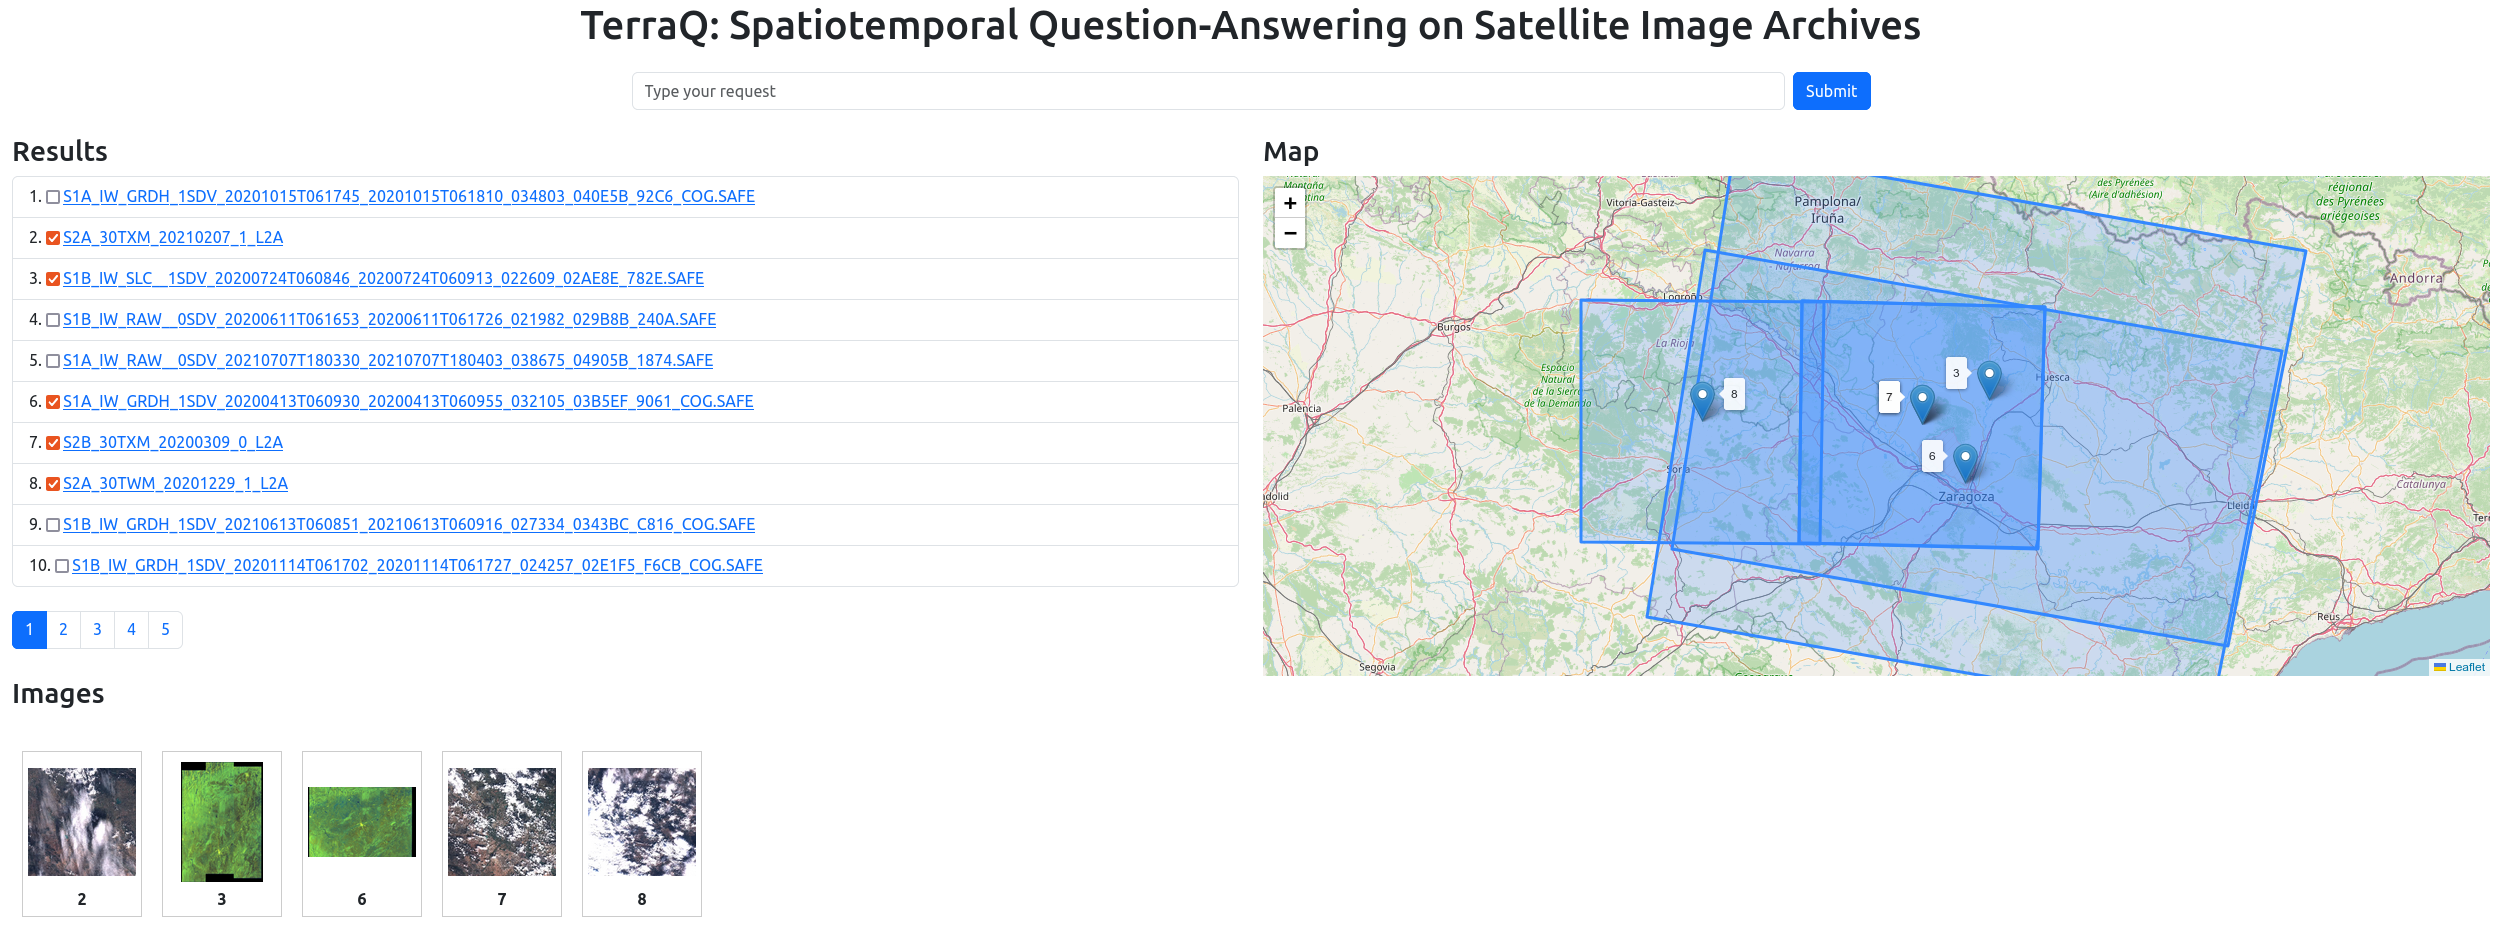 TerraQ: Spatiotemporal Question-Answering on Satellite Image Archives
Type your request
Submit
Results
1. S1A_IW_GRDH_1SDV_20201015T061745_20201015T061810_034803_040E5B_92C6_COG.SAFE
2. S2A_30TXM_20210207_1_L2A
3. S1B_IW_SLC__1SDV_20200724T060846_20200724T060913_022609_02AE8E_782E.SAFE
4. S1B_IW_RAW__0SDV_20200611T061653_20200611T061726_021982_029B8B_240A.SAFE
5. S1A_IW_RAW__0SDV_20210707T180330_20210707T180403_038675_04905B_1874.SAFE
6. S1A_IW_GRDH_1SDV_20200413T060930_20200413T060955_032105_03B5EF_9061_COG.SAFE
7. S2B_30TXM_20200309_0_L2A
8. S2A_30TWM_20201229_1_L2A
9. S1B_IW_GRDH_1SDV_20210613T060851_20210613T060916_027334_0343BC_C816_COG.SAFE
10. S1B_IW_GRDH_1SDV_20201114T061702_20201114T061727_024257_02E1F5_F6CB_COG.SAFE
1 2 3 4 5
Map
+
−
Montaña
Vitoria-Gasteiz
Pamplona/
Iruña
des Pyrénées
(Aire d'adhésion)
régional
des Pyrénées
ariégeoises
Navarra
- Nafarroa
Andorra
Logroño
Burgos
La Rioja
Espacio
Natural
de la Sierra
de la Demanda
Huesca
3
8
7
6
Palencia
Soria
Zaragoza
adolid
Catalunya
Lleida
Reus
Segovia
Leaflet
Images
2
3
6
7
8